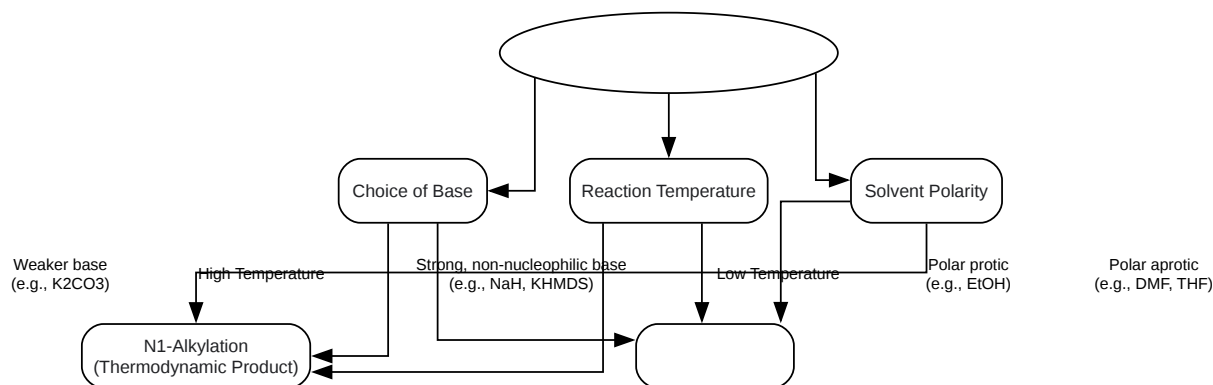 Choice of Base
Reaction Temperature
Solvent Polarity
Weaker base
(e.g., K2CO3)
High Temperature
Strong, non-nucleophilic base
(e.g., NaH, KHMDS)
Low Temperature
Polar protic
(e.g., EtOH)
Polar aprotic
(e.g., DMF, THF)
N1-Alkylation
(Thermodynamic Product)